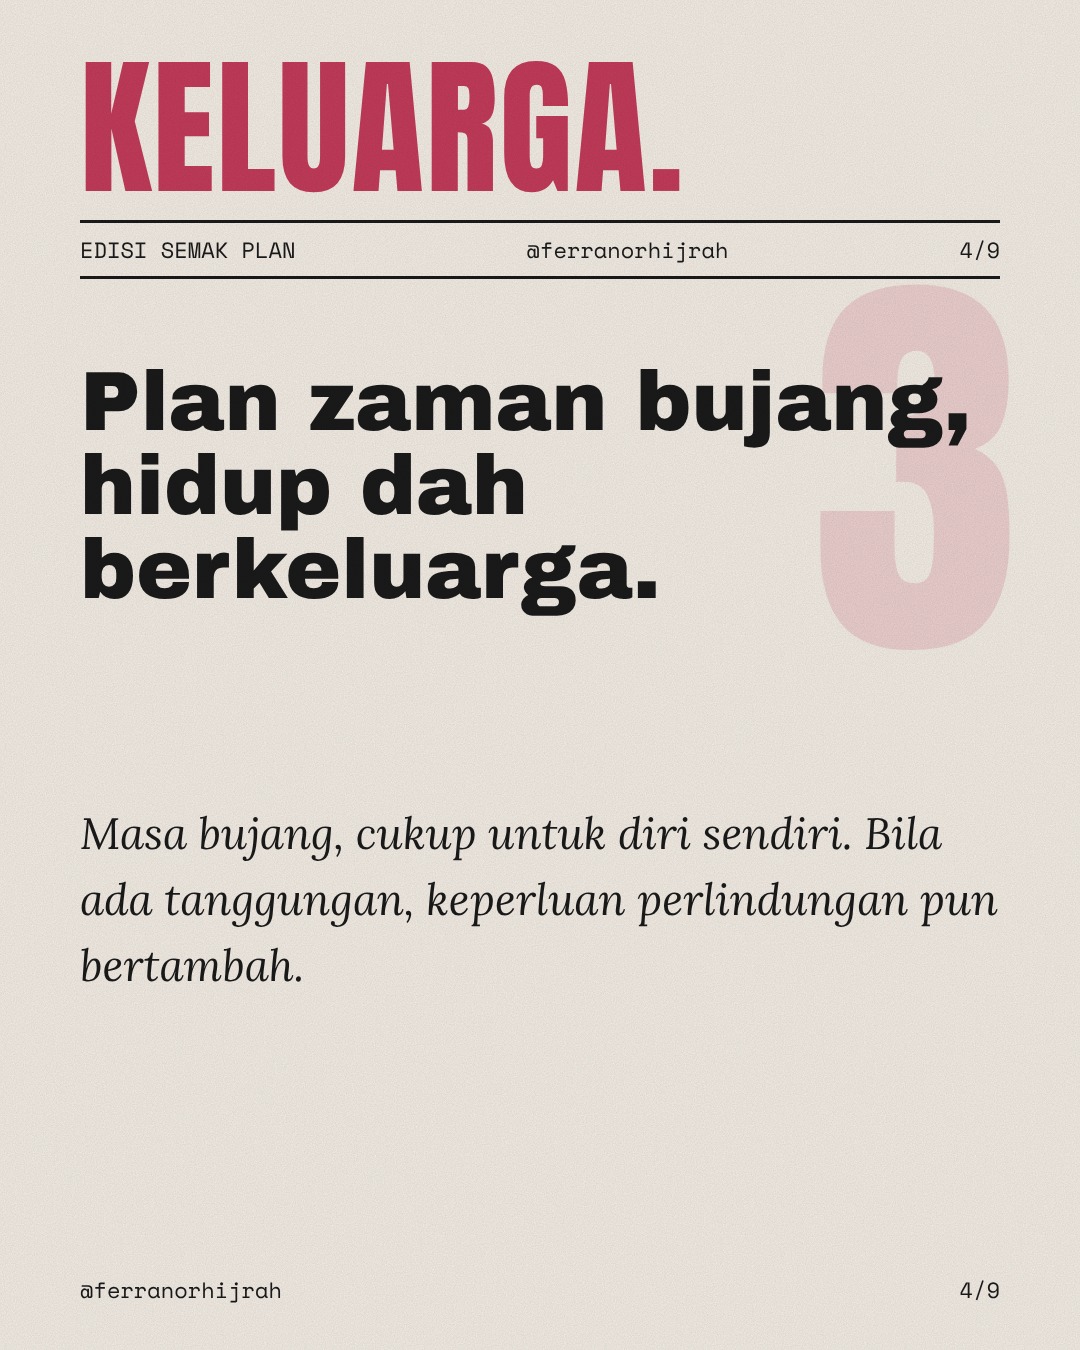 KELUARGA.
EDISI SEMAK PLAN @ferranorhijrah 4/9
3
Plan zaman bujang,
hidup dah
berkeluarga.
Masa bujang, cukup untuk diri sendiri. Bila
ada tanggungan, keperluan perlindungan pun
bertambah.
@ferranorhijrah 4/9